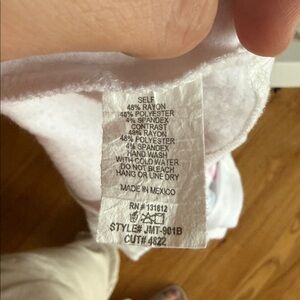 SELF
48% RAYON
48% POLYESTER
4% SPANDEX
CONTRAST
48% RAYON
48% POLYESTER
4% SPANDEX
HAND WASH
WITH COLD WATER
DO NOT BLEACH
HANG OR LINE DRY
MADE IN MEXICO
RN# 131812
STYLE# JMT-901B
CUT# 4822